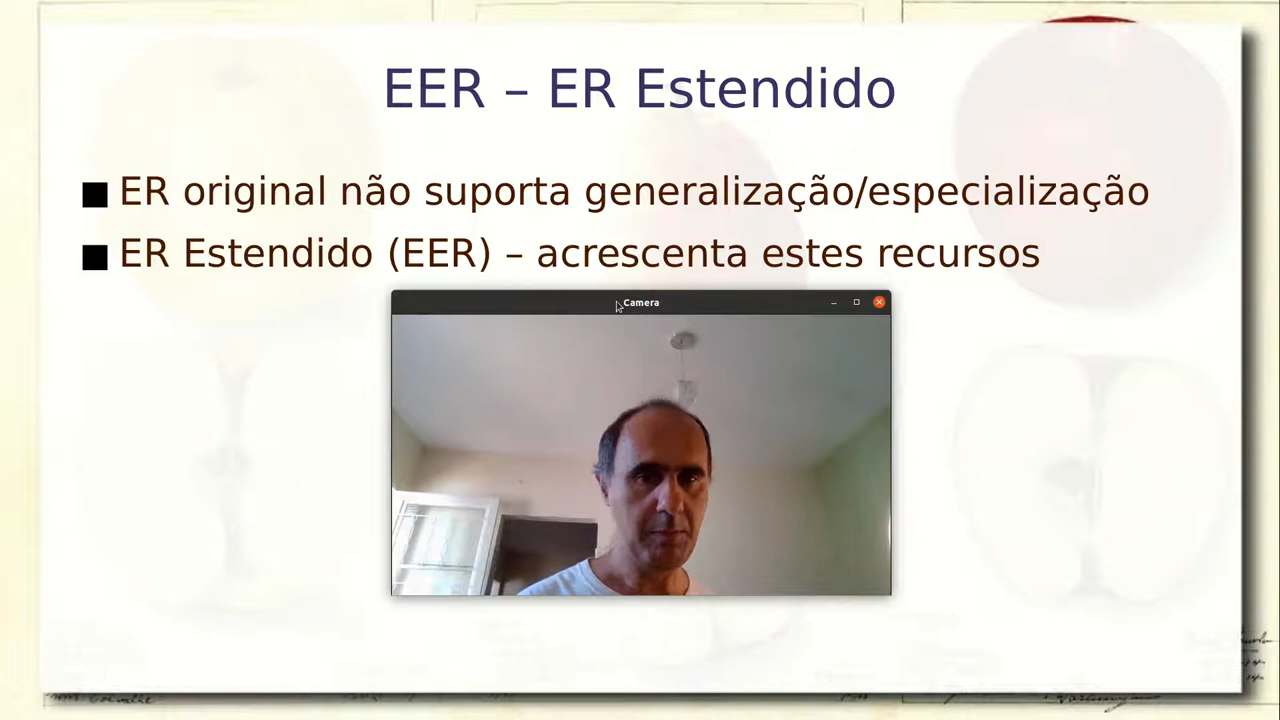 EER – ER Estendido
ER original não suporta generalização/especialização
ER Estendido (EER) – acrescenta estes recursos
Camera